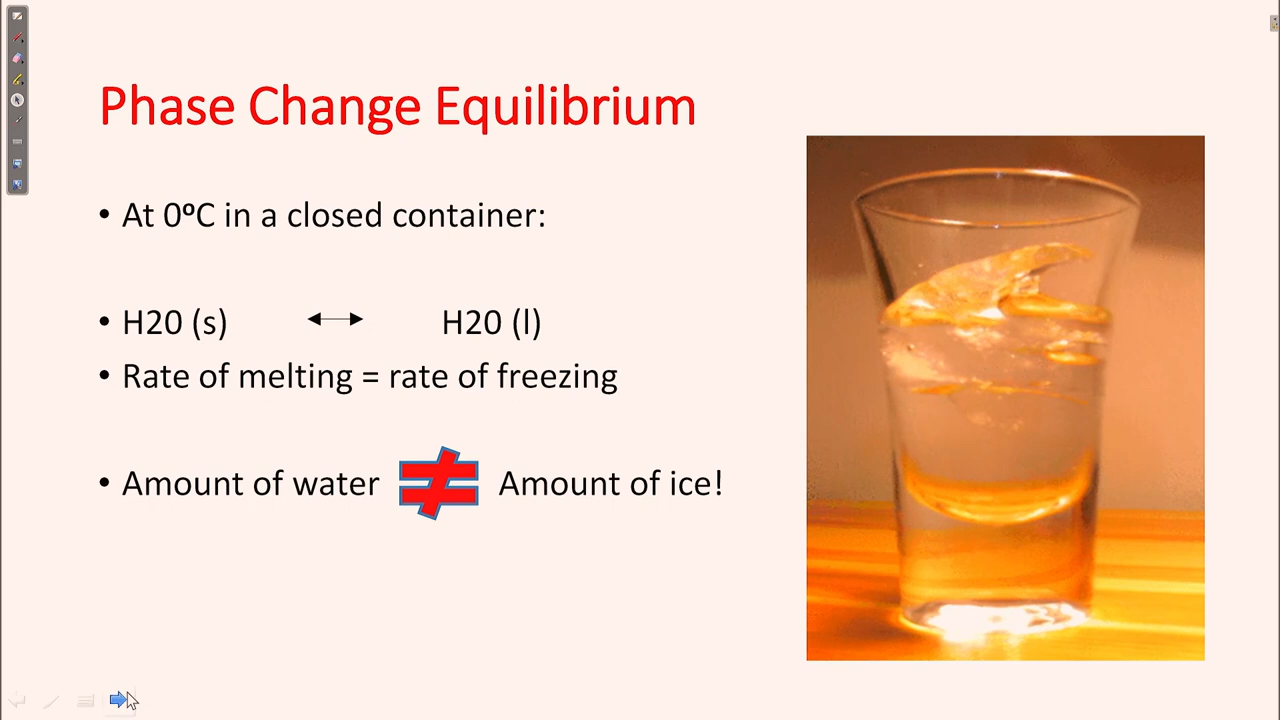 Phase Change Equilibrium
• At 0ºC in a closed container:
• H20 (s) ↔ H20 (l)
• Rate of melting = rate of freezing
• Amount of water ≠ Amount of ice!